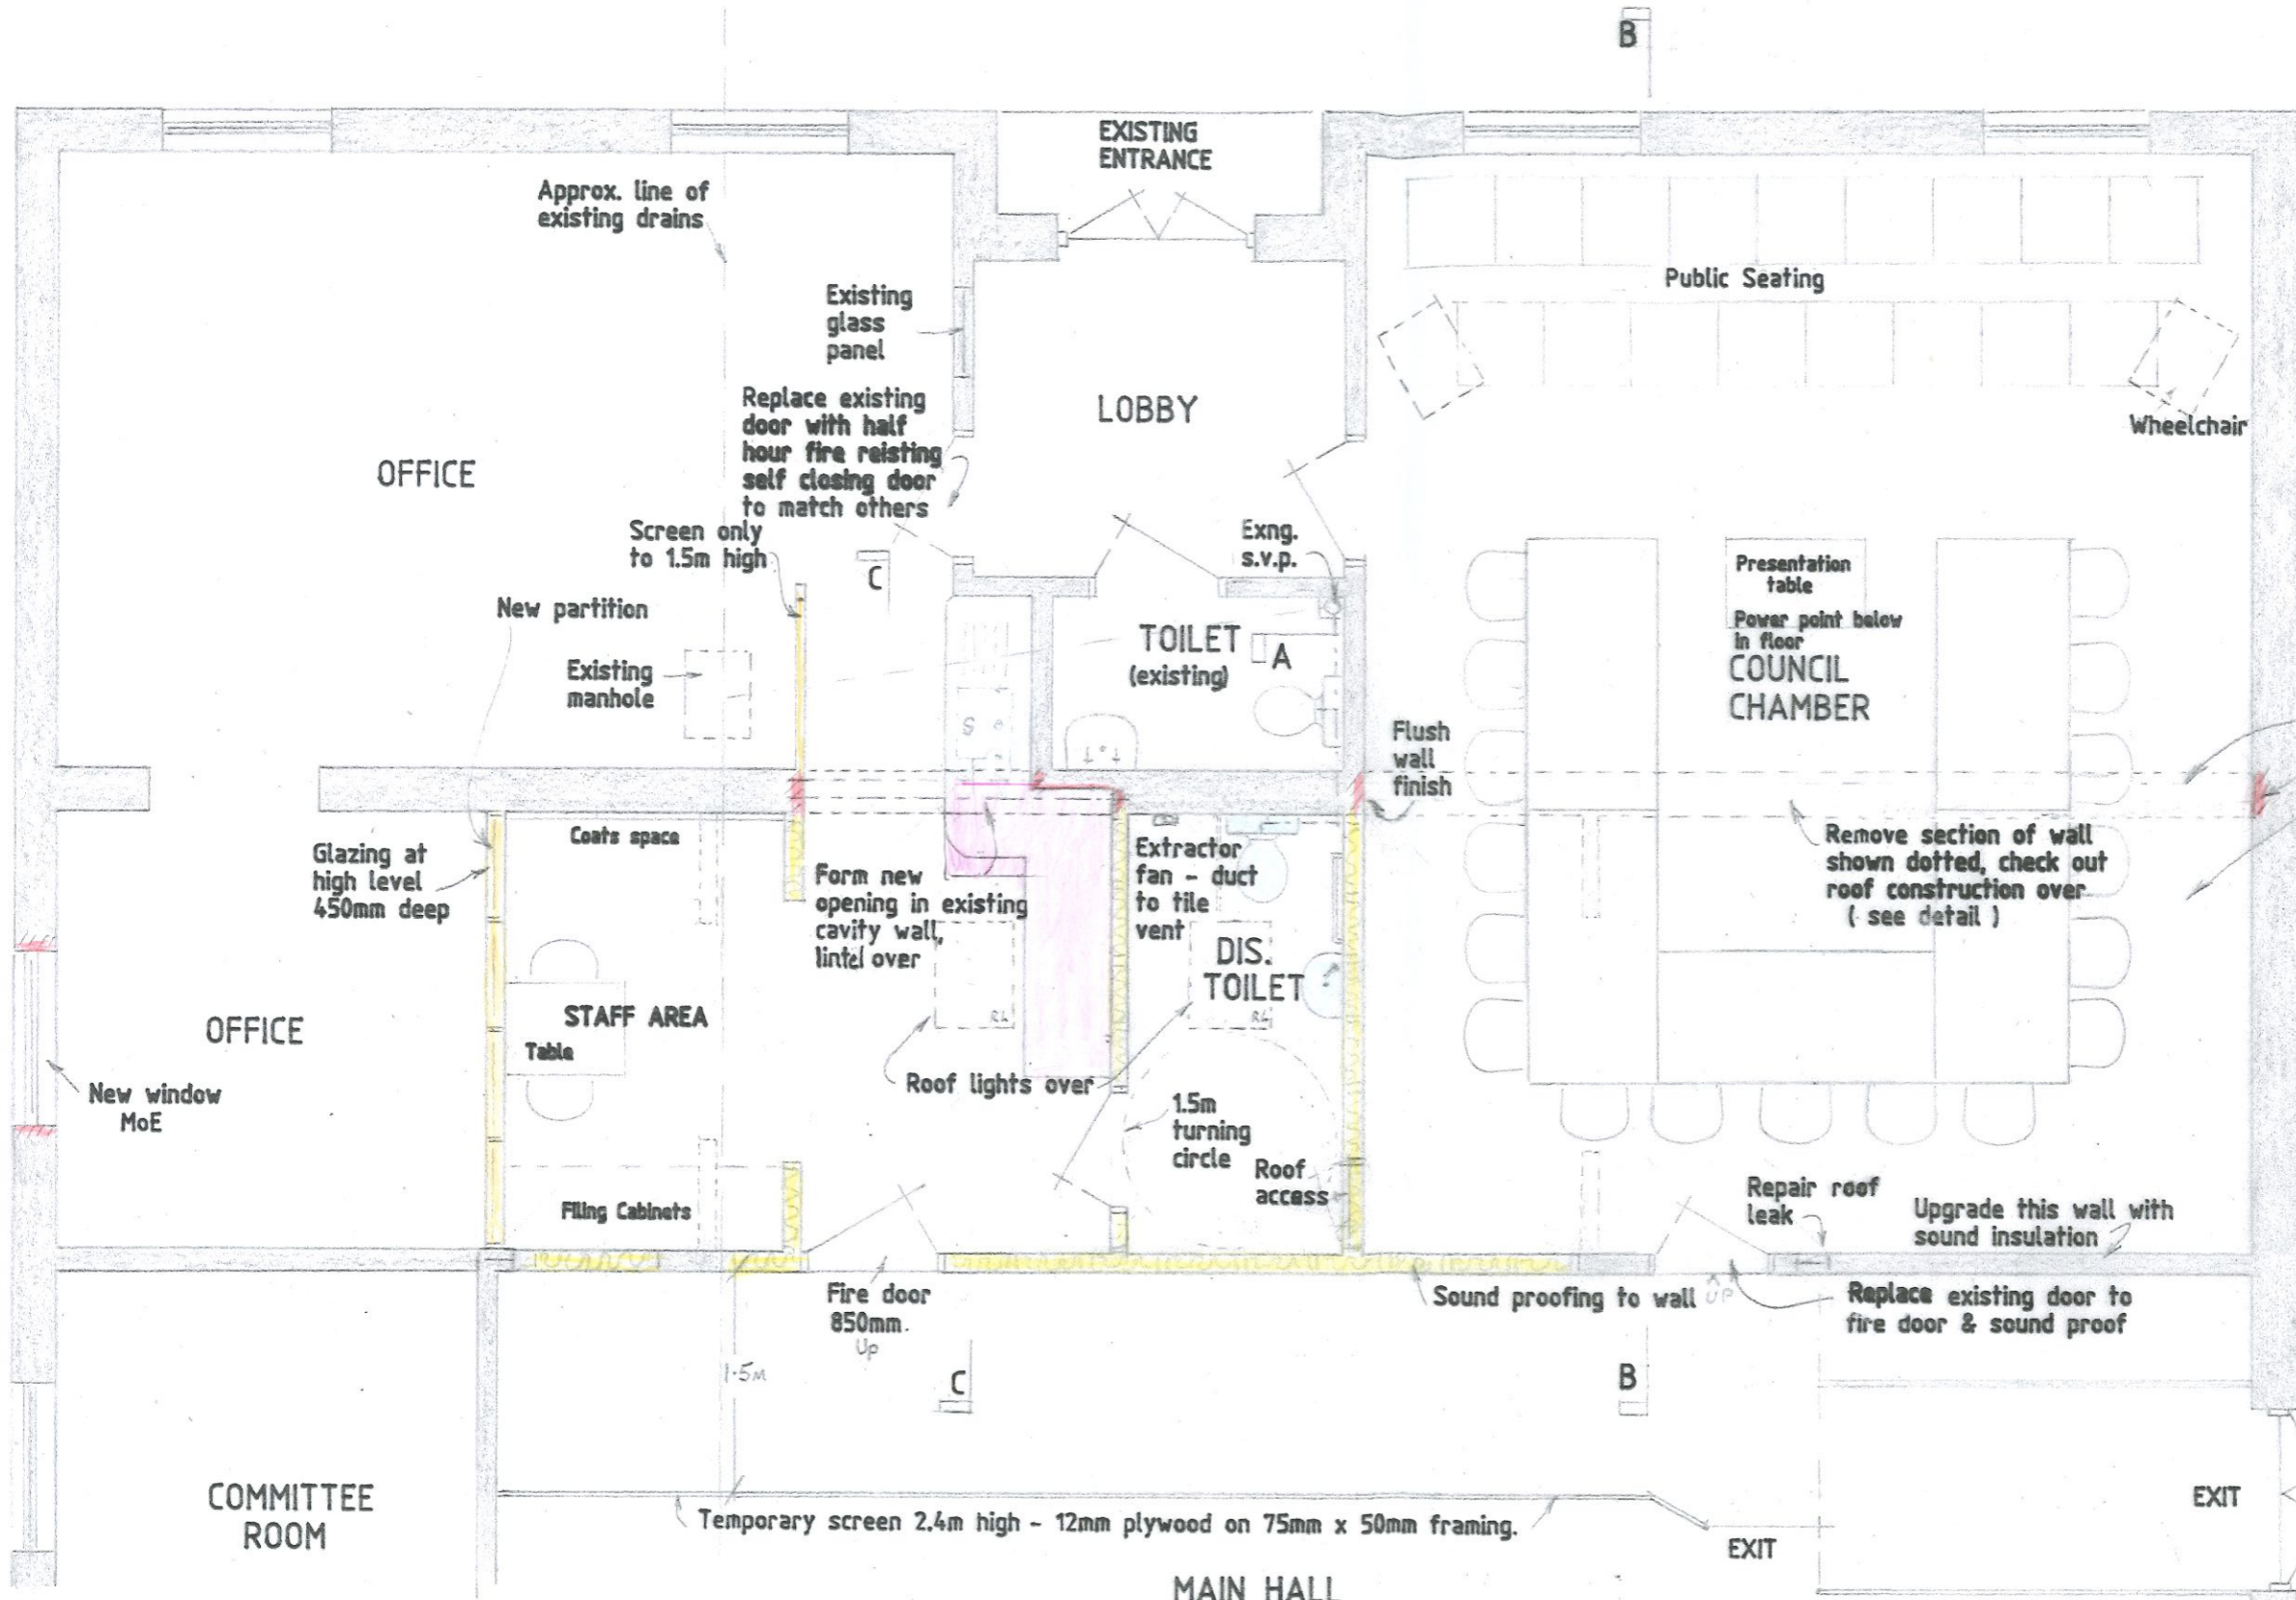 B
EXISTING
ENTRANCE
Approx. line of
existing drains
Existing
glass
panel
Public Seating
LOBBY
Wheelchair
Replace existing
door with half
hour fire reisting
self closing door
to match others
OFFICE
Screen only
to 1.5m high
C
Exng.
s.v.p.
Presentation
table
Power point below
in floor
COUNCIL
CHAMBER
New partition
Existing
manhole
TOILET
(existing)
A
S
Flush
wall
finish
Coats space
Glazing at
high level
450mm deep
Form new
opening in existing
cavity wall,
lintel over
Extractor
fan - duct
to tile
vent
Remove section of wall
shown dotted, check out
roof construction over
( see detail )
DIS.
TOILET
STAFF AREA
RL
RL
OFFICE
Table
Roof lights over
New window
MoE
1.5m
turning
circle
Roof
access
Filing Cabinets
Repair roof
leak
Upgrade this wall with
sound insulation
Fire door
850mm.
Up
Sound proofing to wall
UP
Replace existing door to
fire door & sound proof
1.5M
C
B
COMMITTEE
ROOM
Temporary screen 2.4m high - 12mm plywood on 75mm x 50mm framing.
EXIT
EXIT
MAIN HALL